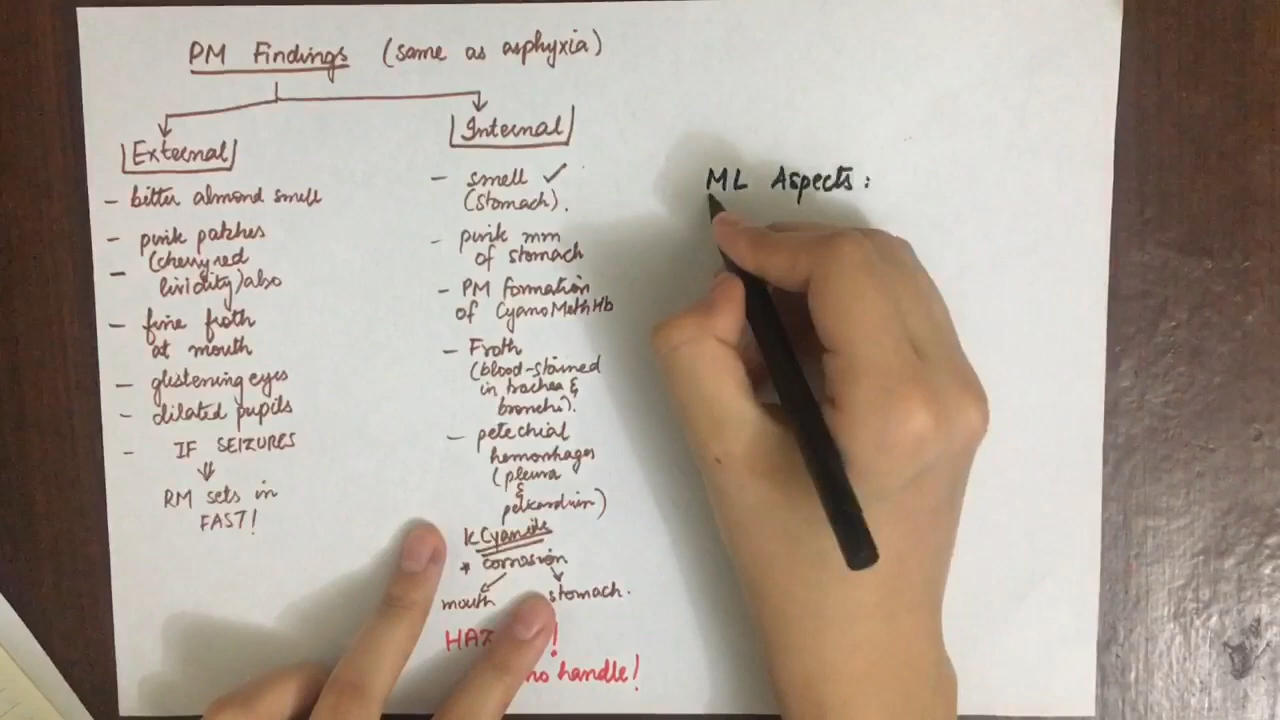 PM Findings (same as asphyxia)
External
- bitter almond smell
- pink patches
(cherry red
- lividity) also
- fine froth
at mouth
- glistening eyes
- dilated pupils
- IF SEIZURES
RM sets in
FAST!
Internal
- smell ✓
(stomach).
- pink mm
of stomach
- PM formation
of CyanoMethHb
- Froth
(blood-stained
in trachea &
bronchi).
- petechial
hemorrhages
(pleura
&
pericardium)
K Cyanide
* corrosion
mouth stomach.
!
no handle!
ML Aspects: